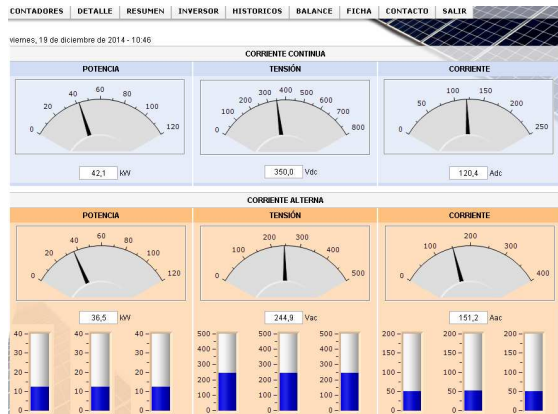 CONTADORES DETALLE RESUMEN INVERSOR HISTORICOS BALANCE FICHA CONTACTO SALIR
viernes, 19 de diciembre de 2014 - 10:46
CORRIENTE CONTINUA
POTENCIA TENSIÓN CORRIENTE
0 20 40 60 80 100 120
0 100 200 300 400 500 600 700 800
0 50 100 150 200 250
42,1 kW 350,0 Vdc 120,4 Adc
CORRIENTE ALTERNA
POTENCIA TENSIÓN CORRIENTE
0 20 40 60 80 100 120
0 100 200 300 400 500
0 100 200 300 400
36,5 kW 244,9 Vac 151,2 Aac
40 40 40 500 500 500 200 200 200
30 30 30 400 400 400 150 150 150
20 20 20 300 300 300 100 100 100
10 10 10 200 200 200 50 50 50
0 0 0 100 100 100 0 0 0
0 0 0